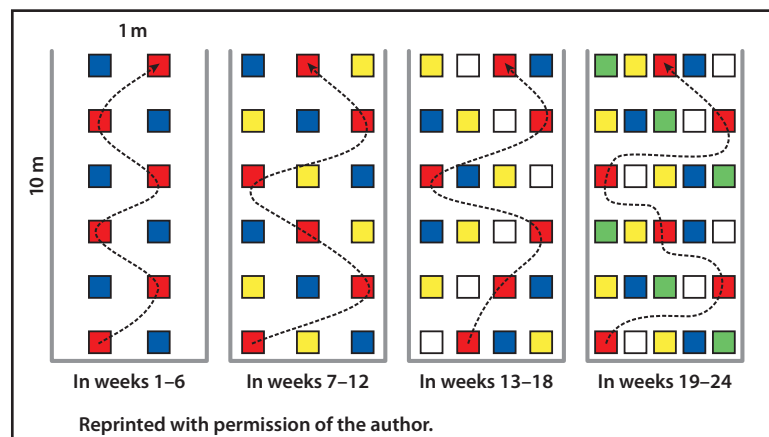 1 m
10 m
In weeks 1–6
In weeks 7–12
In weeks 13–18
In weeks 19–24
Reprinted with permission of the author.